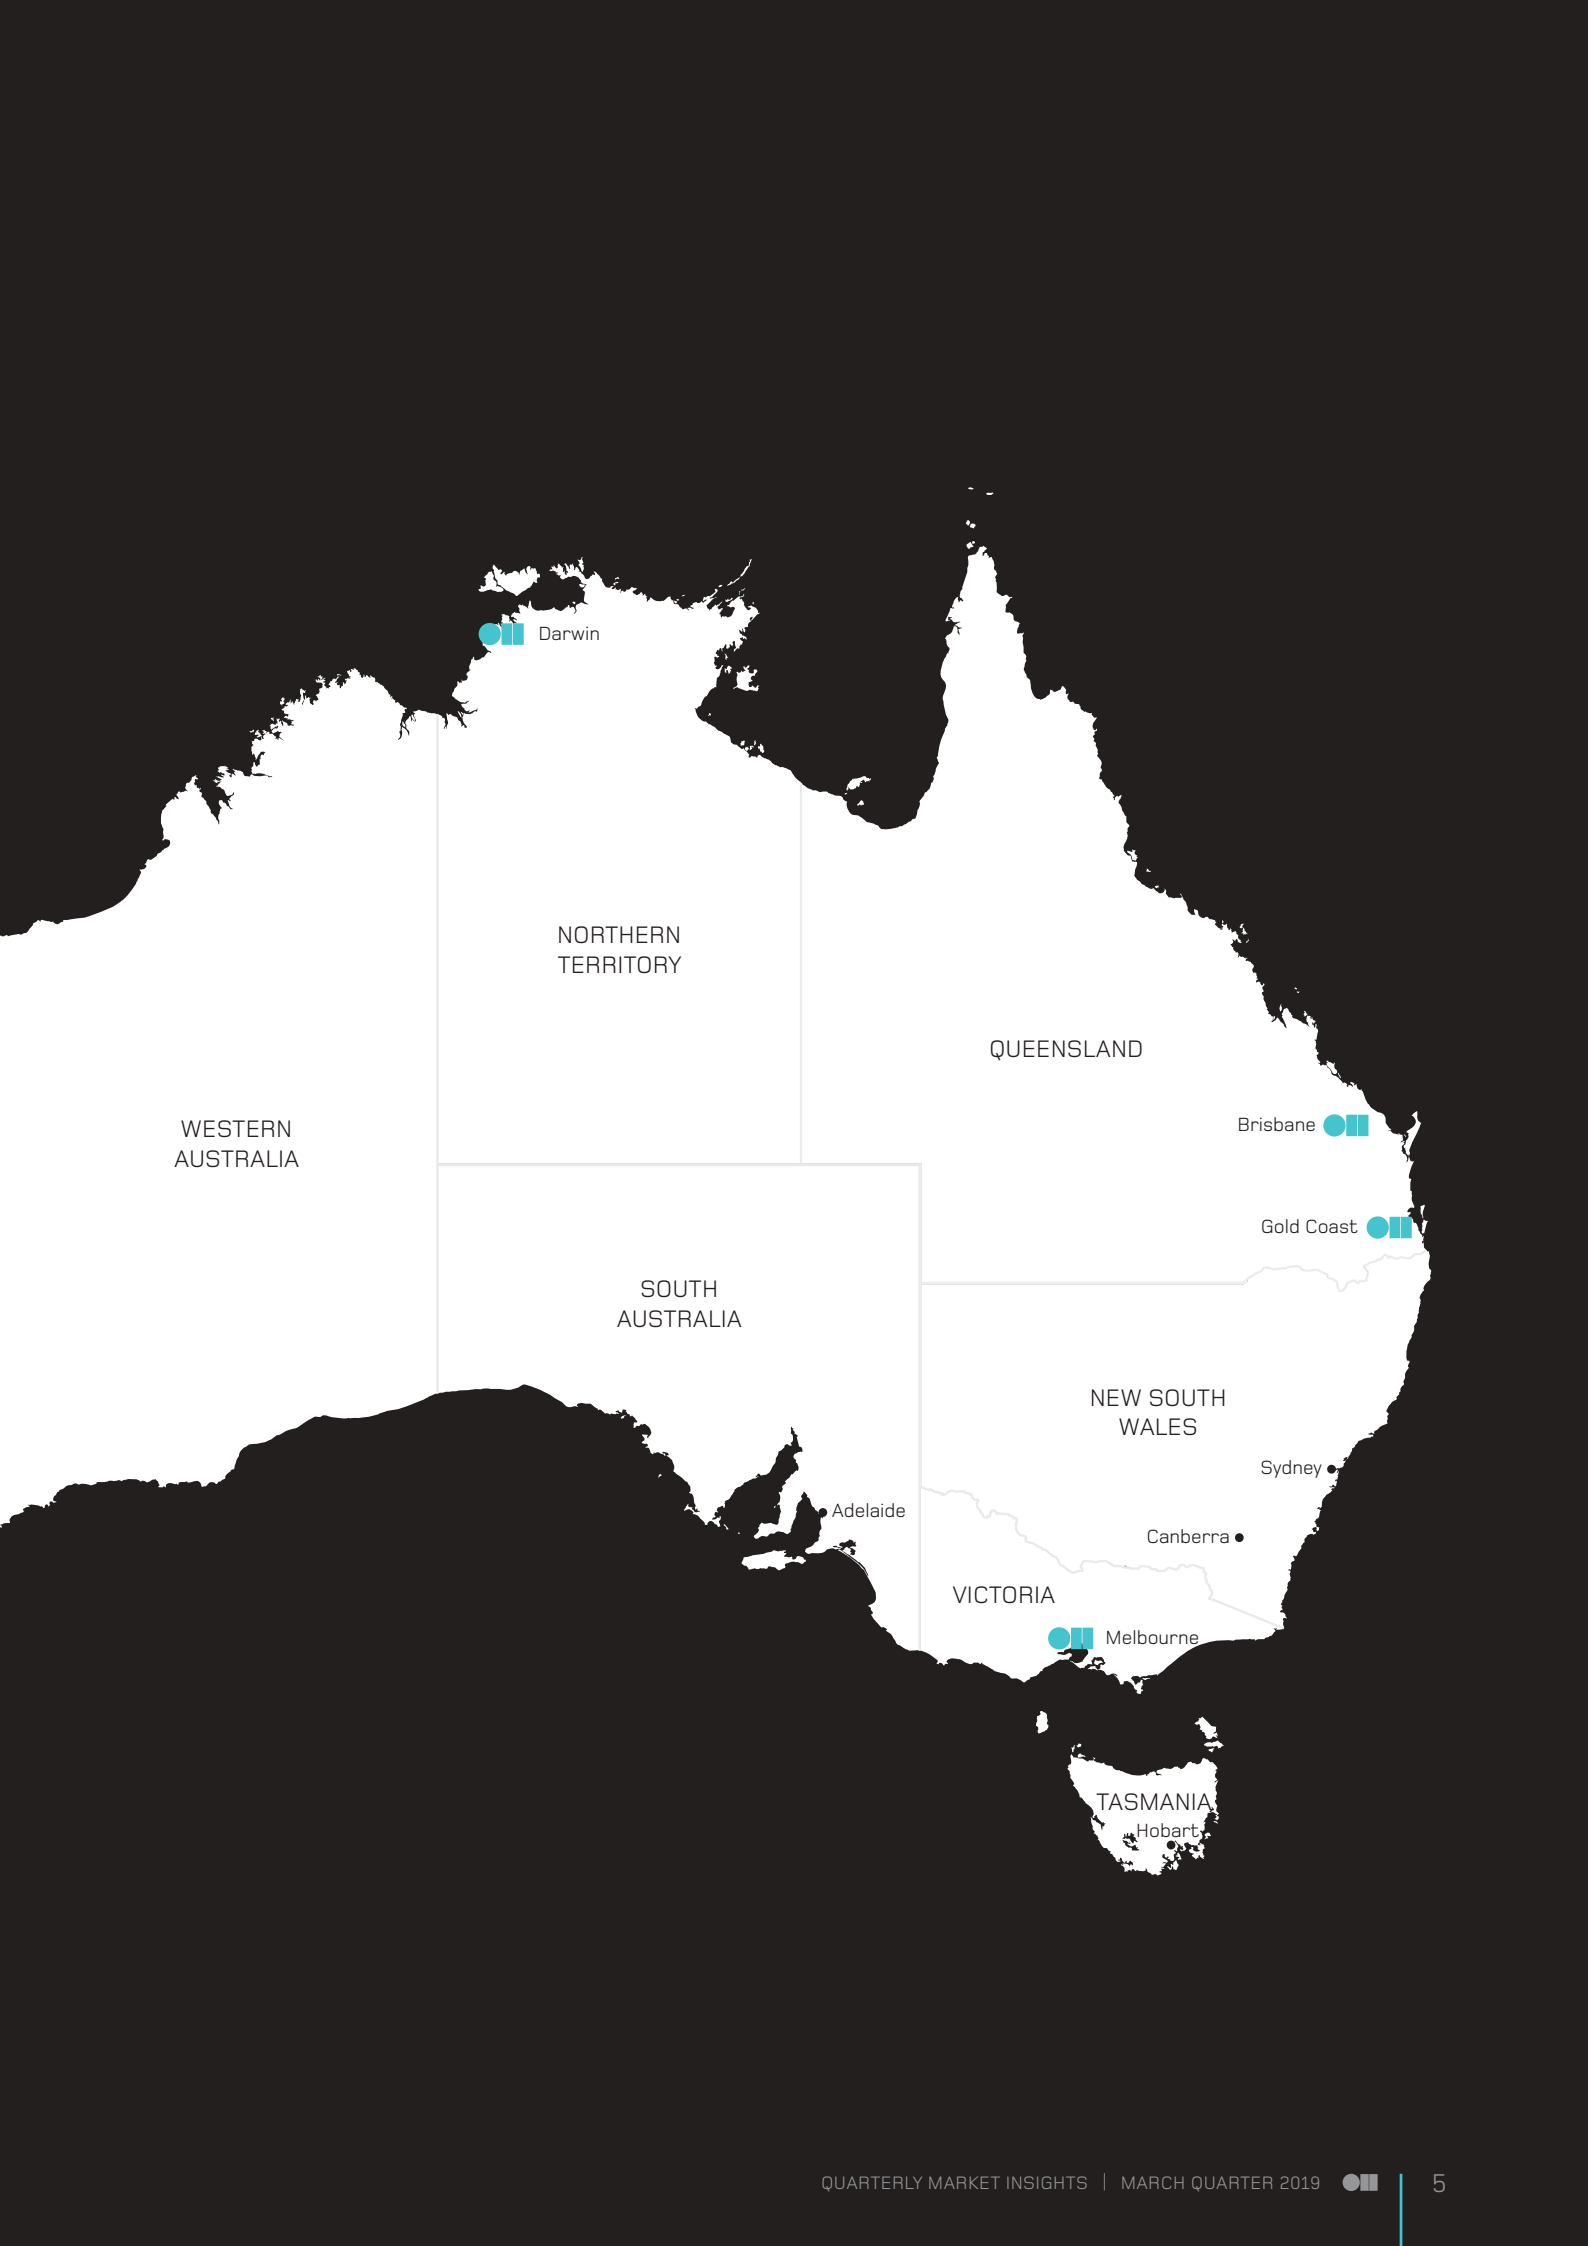 Darwin
NORTHERN
TERRITORY
QUEENSLAND
WESTERN
AUSTRALIA
Brisbane
Gold Coast
SOUTH
AUSTRALIA
NEW SOUTH
WALES
Sydney
Adelaide
Canberra
VICTORIA
Melbourne
TASMANIA
Hobart
QUARTERLY MARKET INSIGHTS | MARCH QUARTER 2019 5